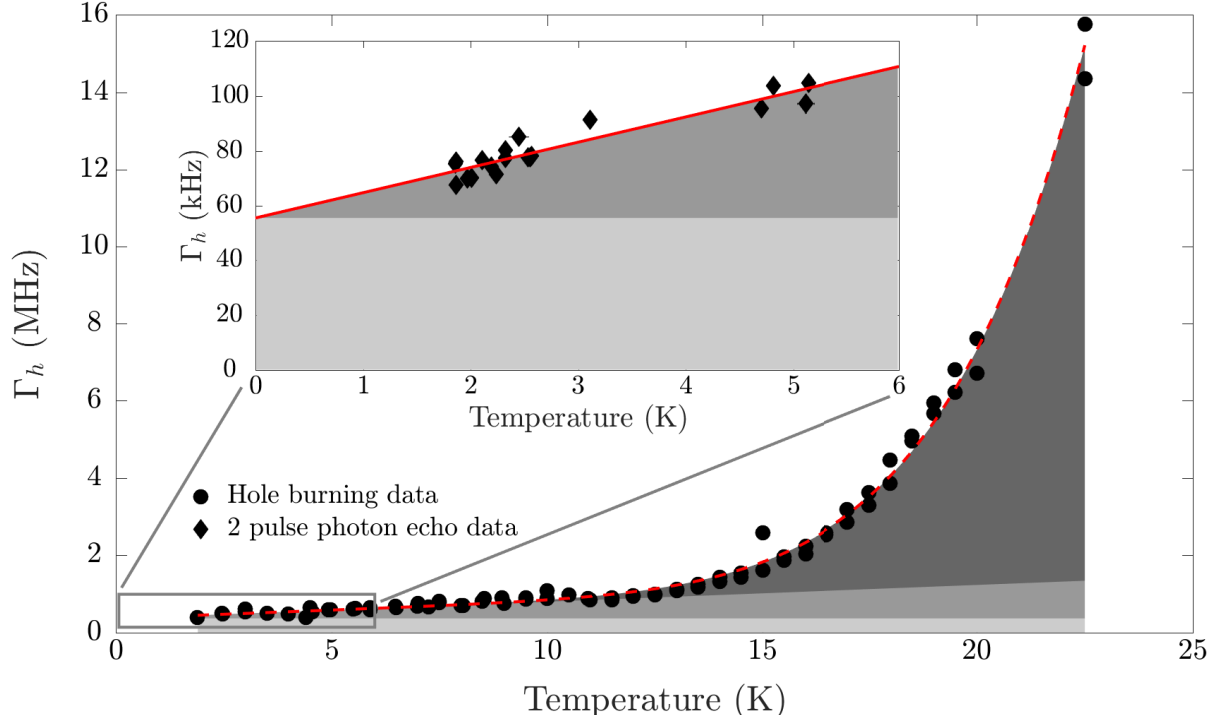 16
14
12
10
8
6
4
2
0
Γh (MHz)
120
100
80
60
40
20
0
Γh (kHz)
0 1 2 3 4 5 6
Temperature (K)
Hole burning data
2 pulse photon echo data
0 5 10 15 20 25
Temperature (K)